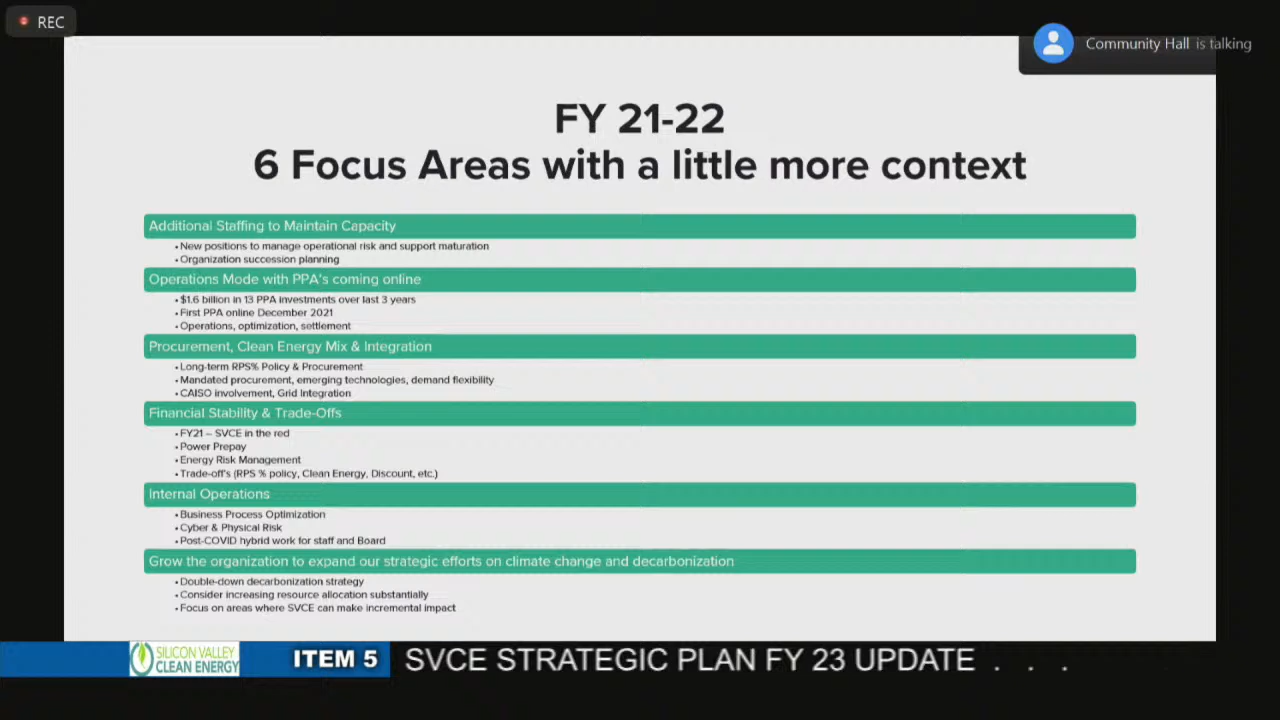 REC
Community Hall is talking
FY 21-22
6 Focus Areas with a little more context
Additional Staffing to Maintain Capacity
• New positions to manage operational risk and support maturation
• Organization succession planning
Operations Mode with PPA's coming online
• $1.6 billion in 13 PPA investments over last 3 years
• First PPA online December 2021
• Operations, optimization, settlement
Procurement, Clean Energy Mix & Integration
• Long-term RPS% Policy & Procurement
• Mandated procurement, emerging technologies, demand flexibility
• CAISO involvement, Grid Integration
Financial Stability & Trade-Offs
• FY21 – SVCE in the red
• Power Prepay
• Energy Risk Management
• Trade-off's (RPS % policy, Clean Energy, Discount, etc.)
Internal Operations
• Business Process Optimization
• Cyber & Physical Risk
• Post-COVID hybrid work for staff and Board
Grow the organization to expand our strategic efforts on climate change and decarbonization
• Double-down decarbonization strategy
• Consider increasing resource allocation substantially
• Focus on areas where SVCE can make incremental impact
SILICON VALLEY
CLEAN ENERGY
ITEM 5
SVCE STRATEGIC PLAN FY 23 UPDATE . . .